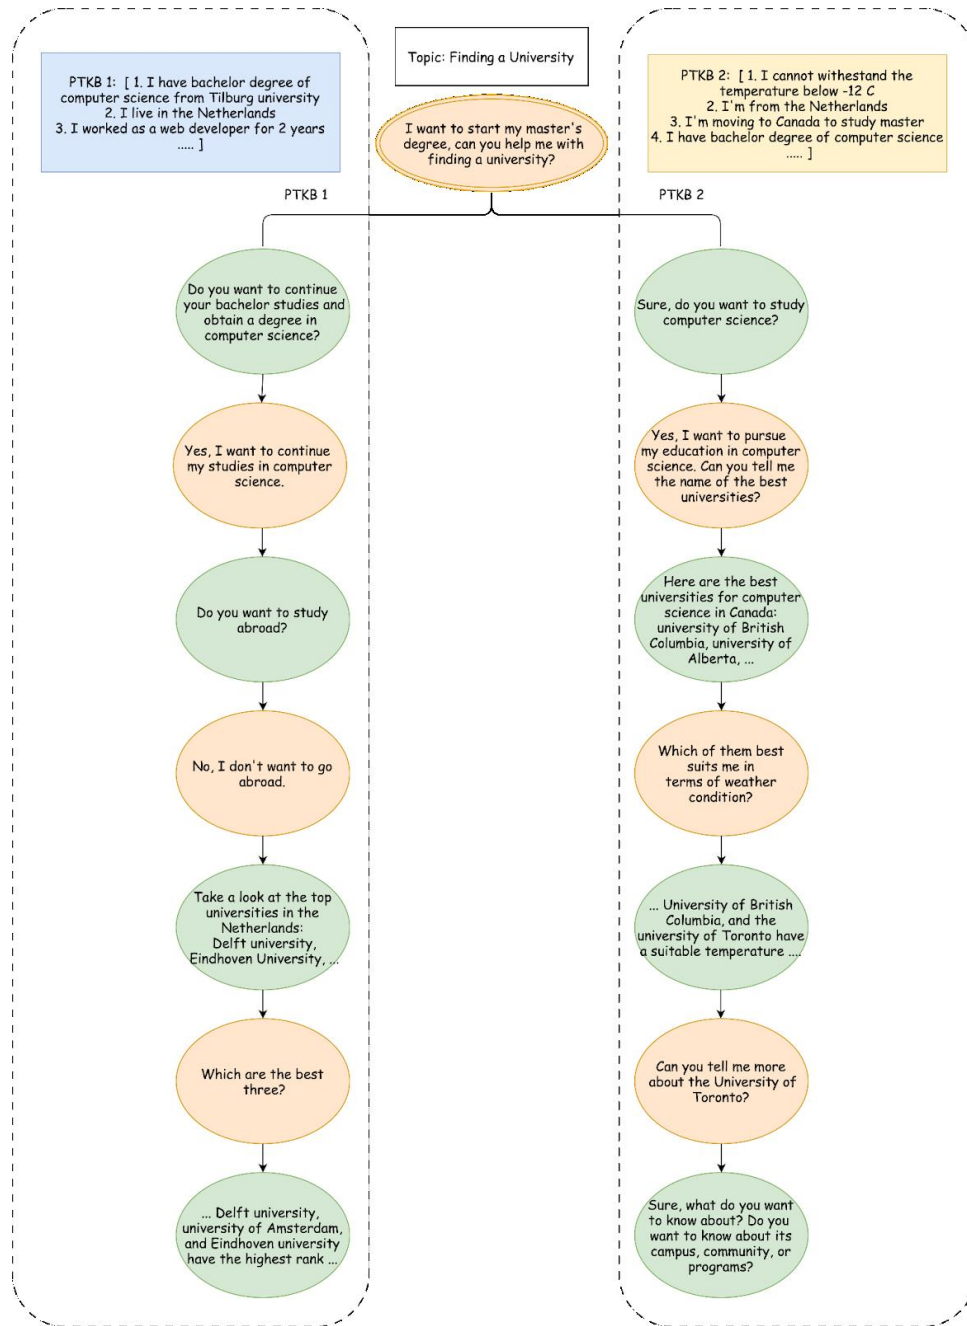 Topic: Finding a University
PTKB 1:  [ 1. I have bachelor degree of
computer science from Tilburg university
2. I live in the Netherlands
3. I worked as a web developer for 2 years
..... ]
I want to start my master's
degree, can you help me with
finding a university?
PTKB 2:  [ 1. I cannot withestand the
temperature below -12 C
2. I'm from the Netherlands
3. I'm moving to Canada to study master
4. I have bachelor degree of computer science
..... ]
PTKB 1
PTKB 2
Do you want to continue
your bachelor studies and
obtain a degree in
computer science?
Yes, I want to continue
my studies in computer
science.
Do you want to study
abroad?
No, I don't want to go
abroad.
Take a look at the top
universities in the
Netherlands:
Delft university,
Eindhoven University, ...
Which are the best
three?
... Delft university,
university of Amsterdam,
and Eindhoven university
have the highest rank ...
Sure, do you want to study
computer science?
Yes, I want to pursue
my education in computer
science. Can you tell me
the name of the best
universities?
Here are the best
universities for computer
science in Canada:
university of British
Columbia, university of
Alberta, ...
Which of them best
suits me in
terms of weather
condition?
... University of British
Columbia, and the
university of Toronto have
a suitable temperature ....
Can you tell me more
about the University of
Toronto?
Sure, what do you want
to know about? Do you
want to know about its
campus, community, or
programs?